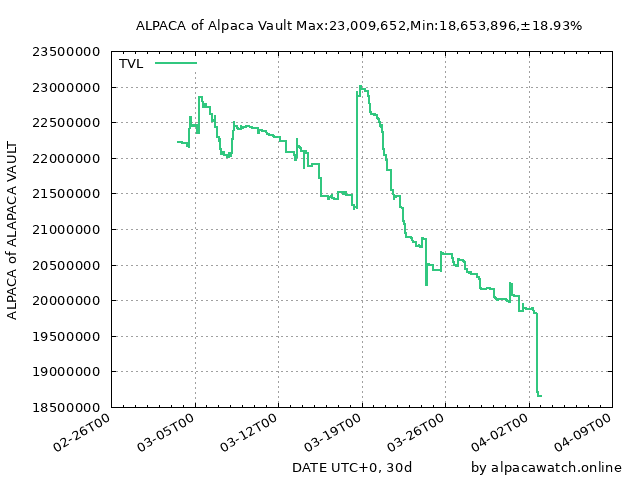 ALPACA of Alpaca Vault Max:23,009,652,Min:18,653,896,±18.93%
23500000
TVL
23000000
22500000
22000000
21500000
21000000
20500000
20000000
19500000
19000000
18500000
ALPACA of ALAPACA VAULT
02-26T00
03-05T00
03-12T00
03-19T00
03-26T00
04-02T00
04-09T00
DATE UTC+0, 30d
by alpacawatch.online